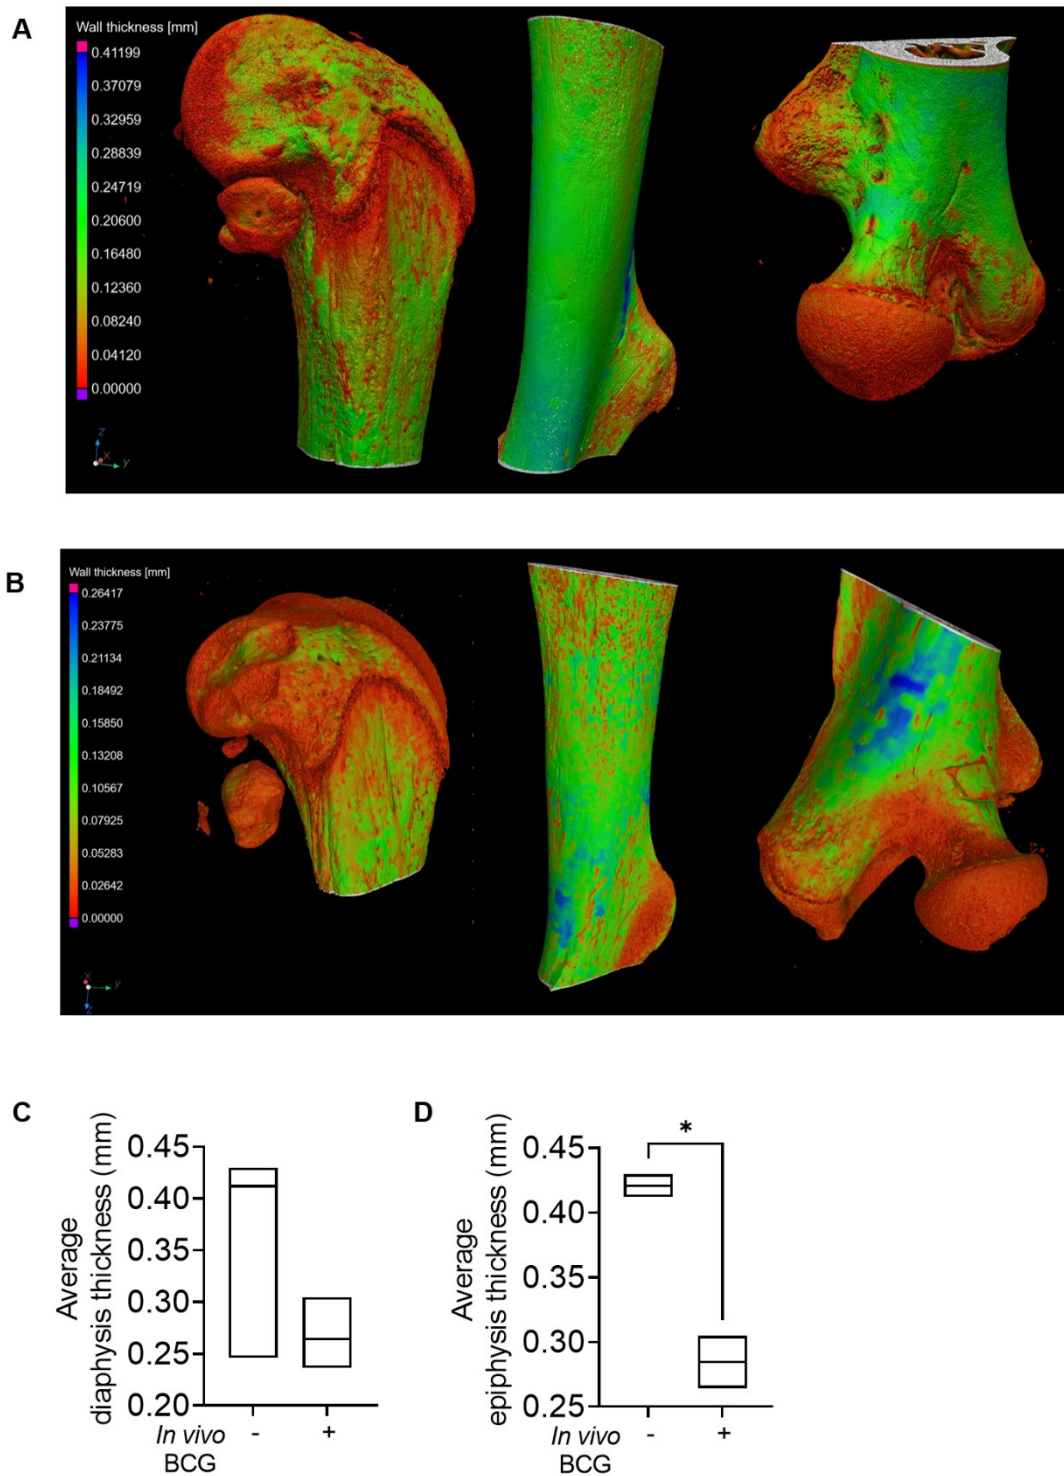 A
Wall thickness [mm]
0.41199
0.37079
0.32959
0.28839
0.24719
0.20600
0.16480
0.12360
0.08240
0.04120
0.00000
Z
X
Y
B
Wall thickness [mm]
0.26417
0.23775
0.21134
0.18492
0.15850
0.13208
0.10567
0.07925
0.05283
0.02642
0.00000
X
Y
Z
C
Average
diaphysis thickness (mm)
0.45
0.40
0.35
0.30
0.25
0.20
In vivo - +
BCG
D
Average
epiphysis thickness (mm)
*
0.45
0.40
0.35
0.30
0.25
In vivo - +
BCG